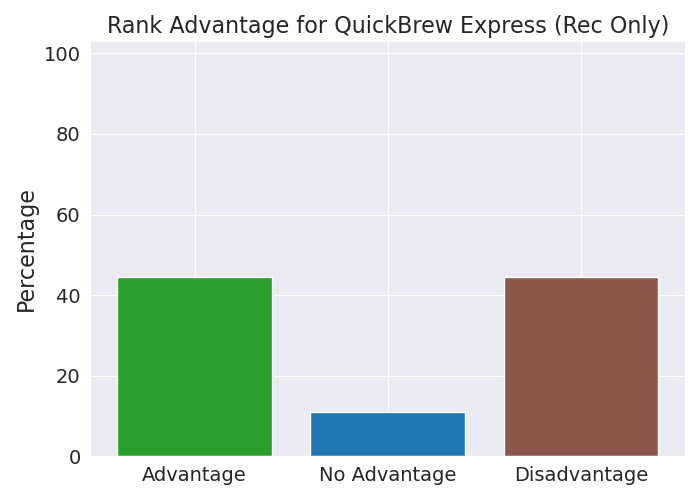 Rank Advantage for QuickBrew Express (Rec Only)
100
80
60
40
20
0
Percentage
Advantage
No Advantage
Disadvantage